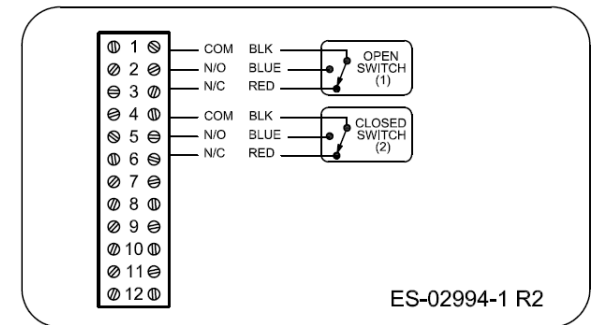 1 COM BLK OPEN
2 N/O BLUE SWITCH
3 N/C RED (1)
4 COM BLK CLOSED
5 N/O BLUE SWITCH
6 N/C RED (2)
7
8
9
10
11
12
ES-02994-1 R2